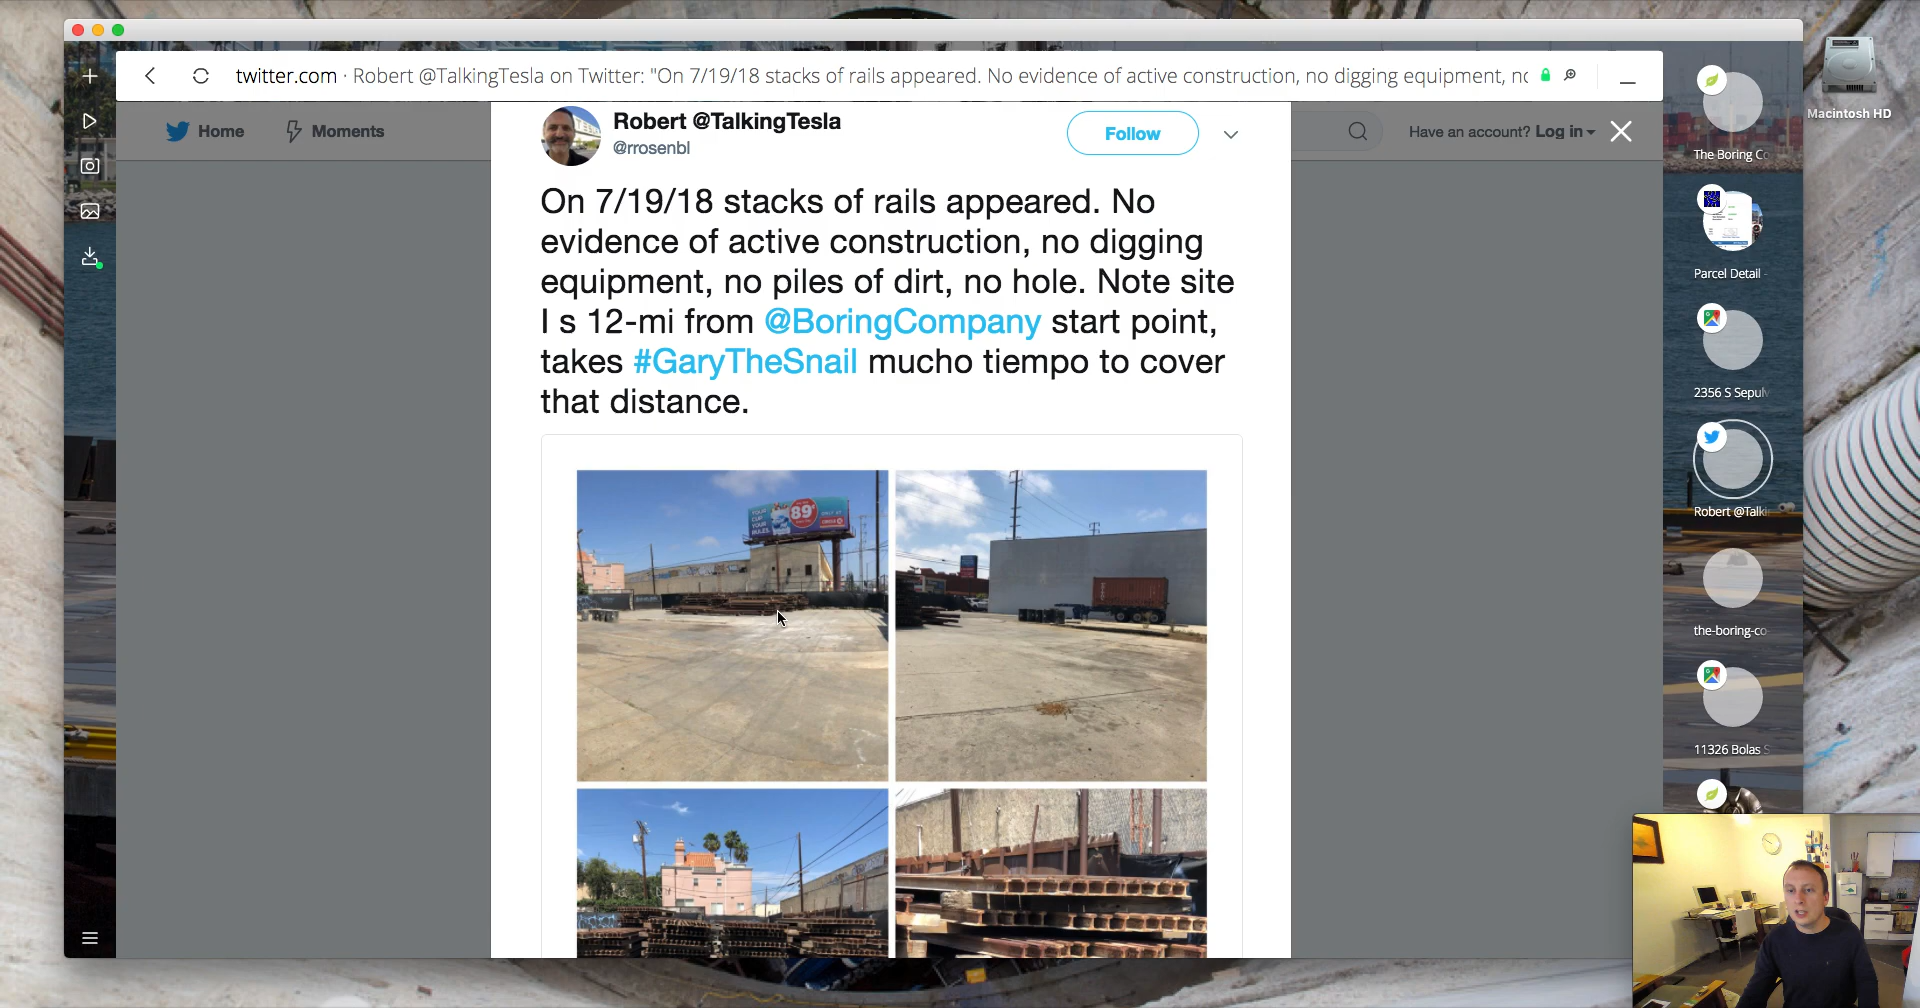 twitter.com · Robert @TalkingTesla on Twitter: "On 7/19/18 stacks of rails appeared. No evidence of active construction, no digging equipment, nc
Macintosh HD
Home
Moments
Have an account? Log in
Robert @TalkingTesla
@rrosenbl
Follow
On 7/19/18 stacks of rails appeared. No
evidence of active construction, no digging
equipment, no piles of dirt, no hole. Note site
I s 12-mi from @BoringCompany start point,
takes #GaryTheSnail mucho tiempo to cover
that distance.
YOUR
CUP
YOUR
RULES.
89¢
The Boring Co
Parcel Detail -
2356 S Sepulv
Robert @Talki
the-boring-co
11326 Bolas S